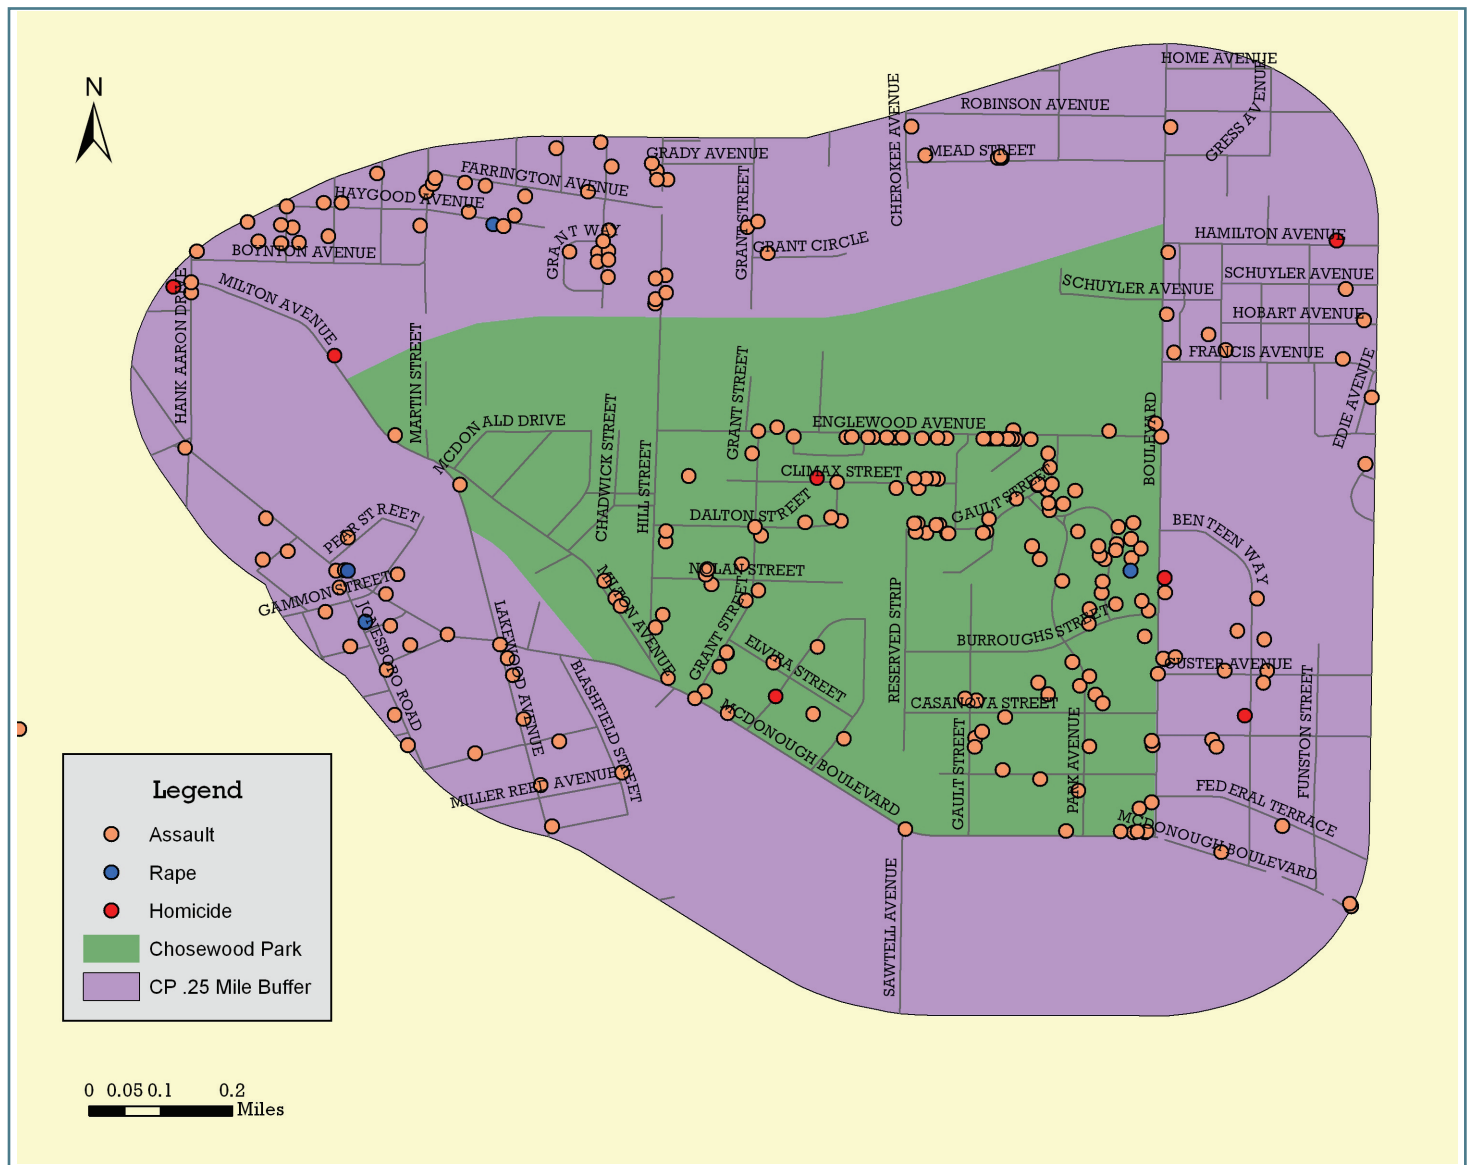 HOME AVENUE
N
ROBINSON AVENUE
GRESS AVENUE
CHEROKEE AVENUE
MEAD STREET
GRADY AVENUE
FARRINGTON AVENUE
HAYGOOD AVENUE
GRANT STREET
GRANT WAY
GRANT CIRCLE
BOYNTON AVENUE
HAMILTON AVENUE
SCHUYLER AVENUE
SCHUYLER AVENUE
MILTON AVENUE
HANK AARON DRIVE
HOBART AVENUE
FRANCIS AVENUE
MARTIN STREET
EDIE AVENUE
GRANT STREET
MCDONALD DRIVE
ENGLEWOOD AVENUE
BOULEVARD
CHADWICK STREET
HILL STREET
CLIMAX STREET
GAULT STREET
DALTON STREET
PEAR STREET
BENTEEN WAY
NOLAN STREET
GAMMON STREET
MILTON AVENUE
GRANT STREET
RESERVED STRIP
BURROUGHS STREET
JONESBORO ROAD
LAKEWOOD AVENUE
ELVIRA STREET
CUSTER AVENUE
BLASHFIELD STREET
CASANOVA STREET
FUNSTON STREET
MCDONOUGH BOULEVARD
GAULT STREET
PARK AVENUE
MILLER REED AVENUE
FEDERAL TERRACE
MCDONOUGH BOULEVARD
SAWTELL AVENUE
Legend
Assault
Rape
Homicide
Chosewood Park
CP .25 Mile Buffer
0 0.05 0.1 0.2
Miles